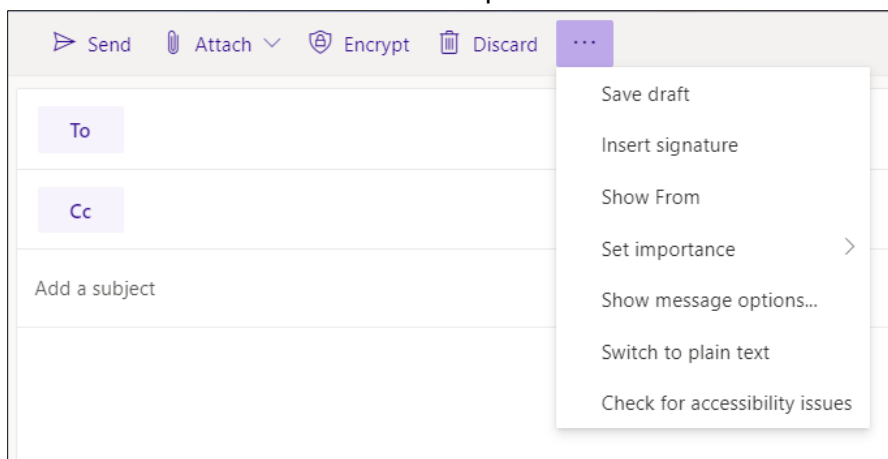 Send Attach Encrypt Discard ...
Save draft
To
Insert signature
Show From
Cc
Set importance
Add a subject
Show message options...
Switch to plain text
Check for accessibility issues